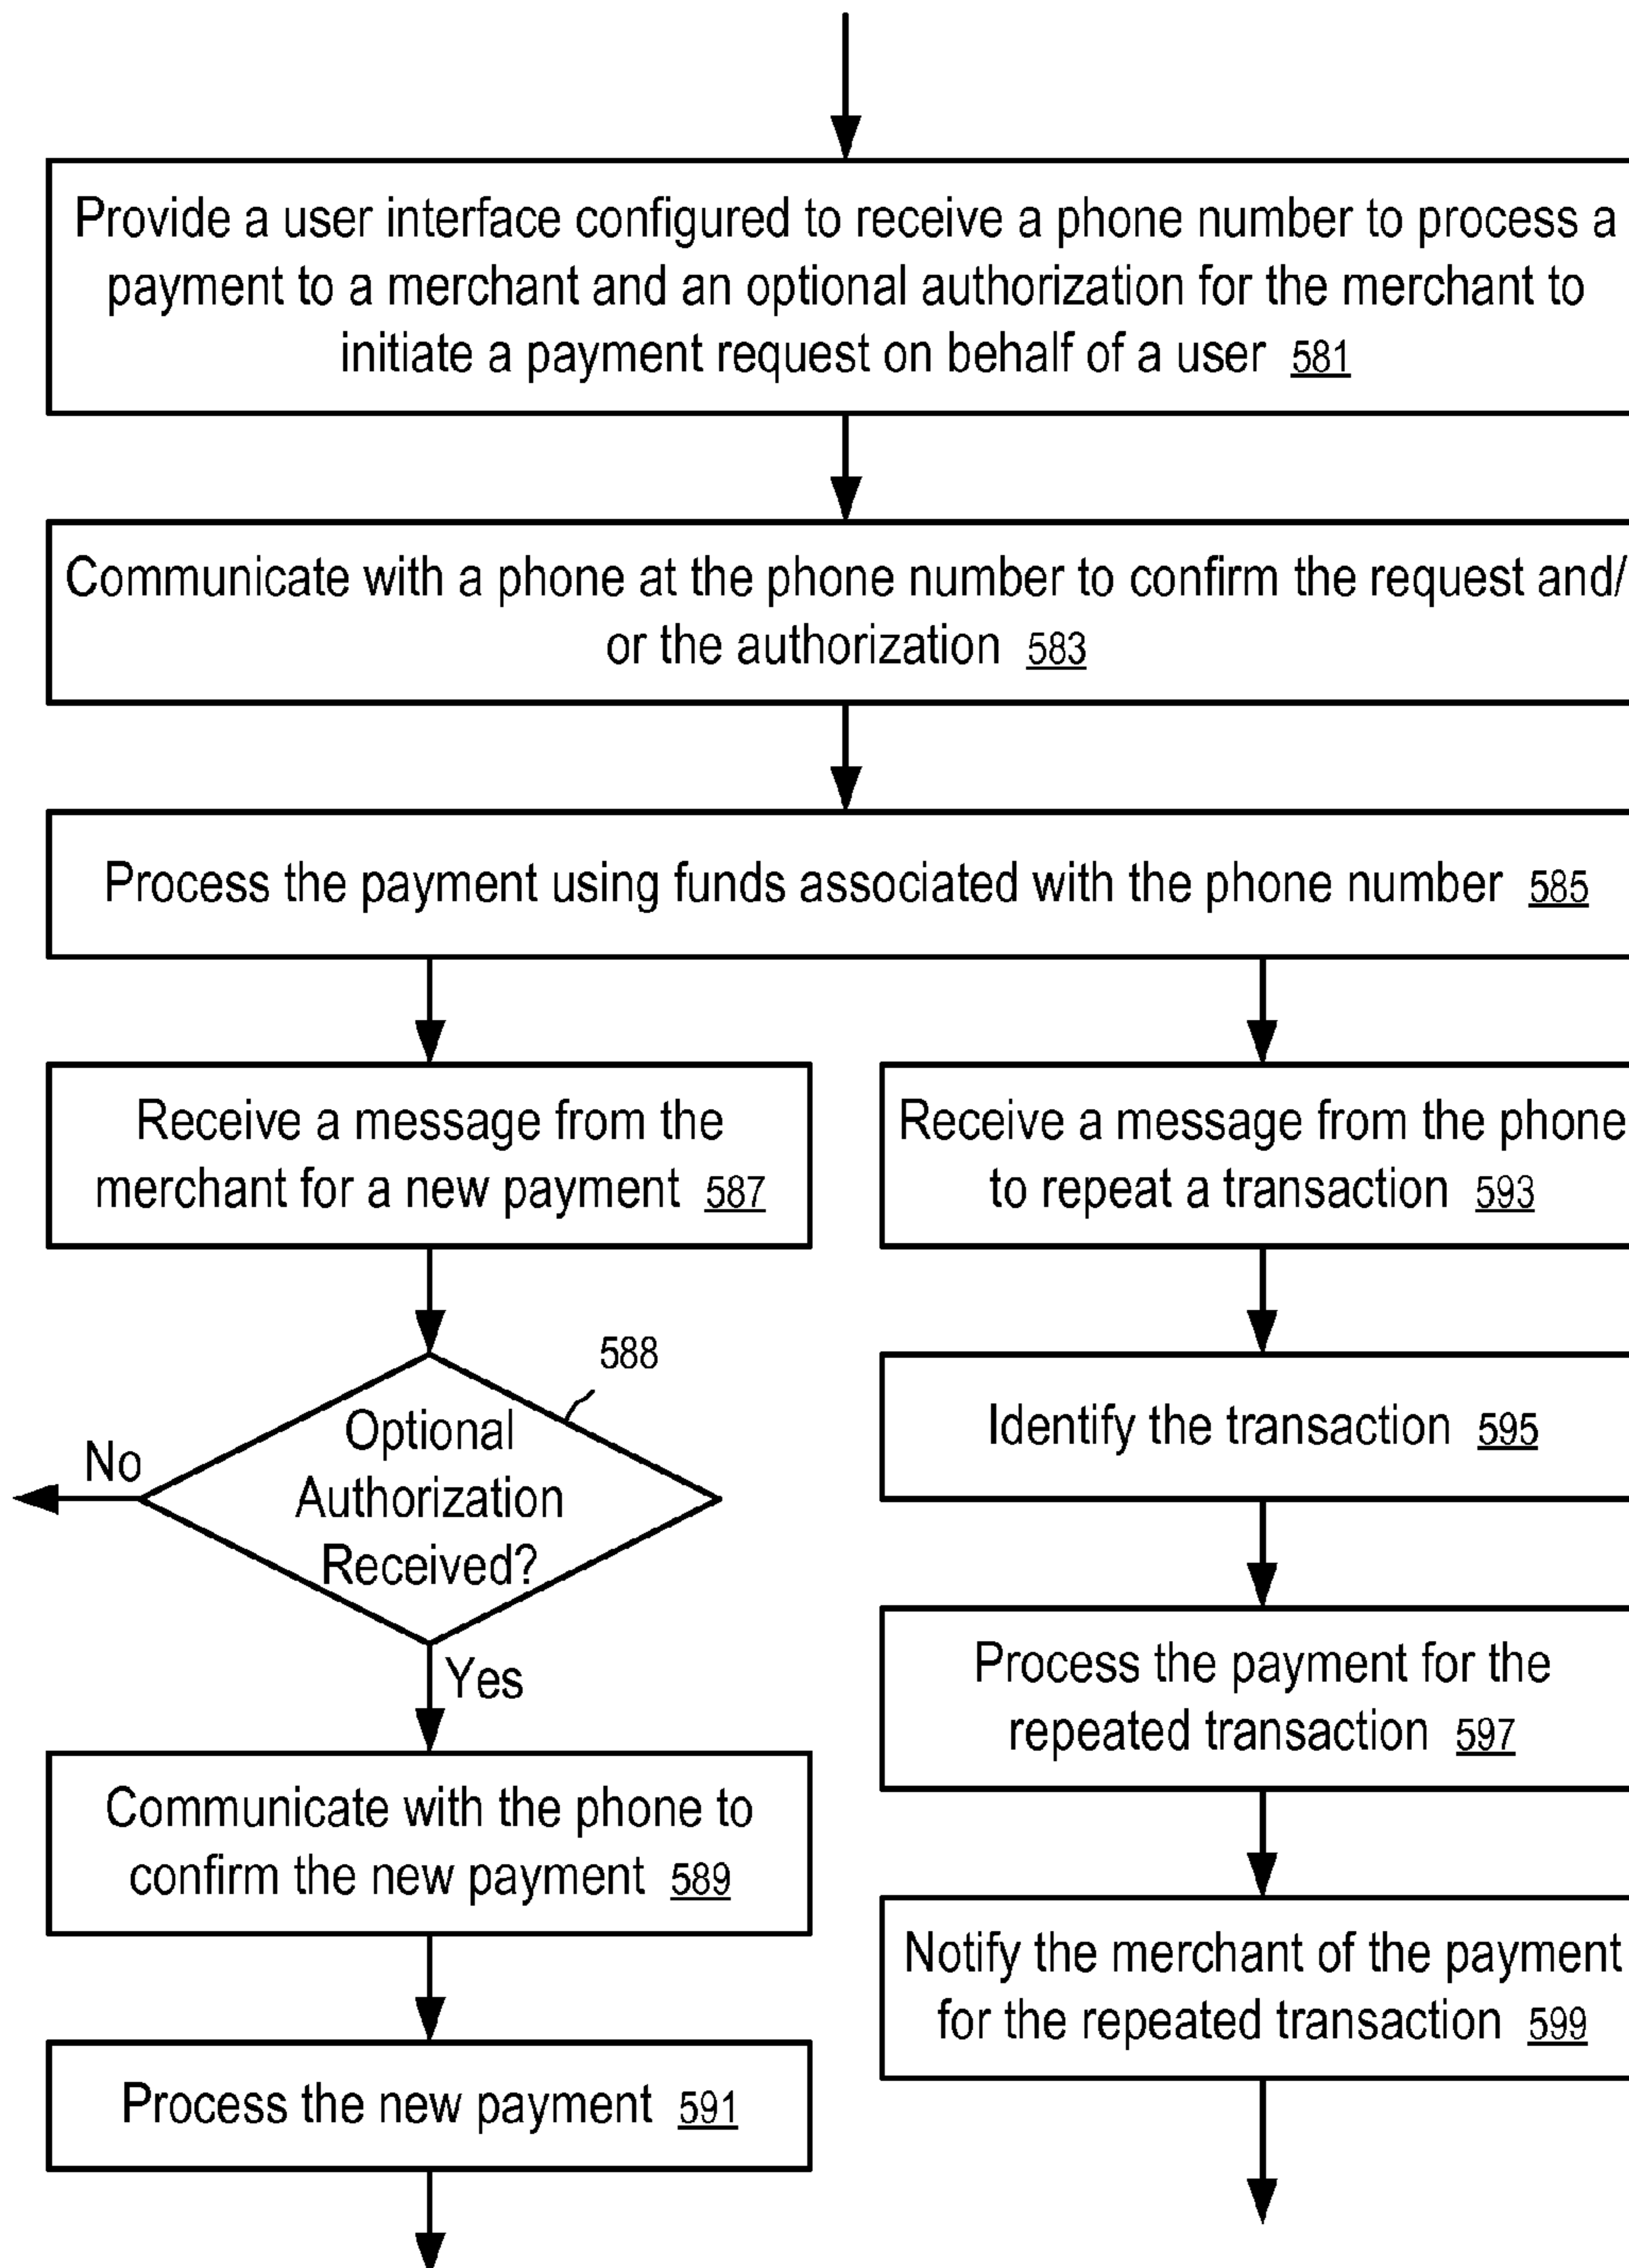 Provide a user interface configured to receive a phone number to process a
payment to a merchant and an optional authorization for the merchant to
initiate a payment request on behalf of a user 581
Communicate with a phone at the phone number to confirm the request and/
or the authorization 583
Process the payment using funds associated with the phone number 585
Receive a message from the
merchant for a new payment 587
588
Optional
Authorization
Received?
No
Yes
Communicate with the phone to
confirm the new payment 589
Process the new payment 591
Receive a message from the phone
to repeat a transaction 593
Identify the transaction 595
Process the payment for the
repeated transaction 597
Notify the merchant of the payment
for the repeated transaction 599